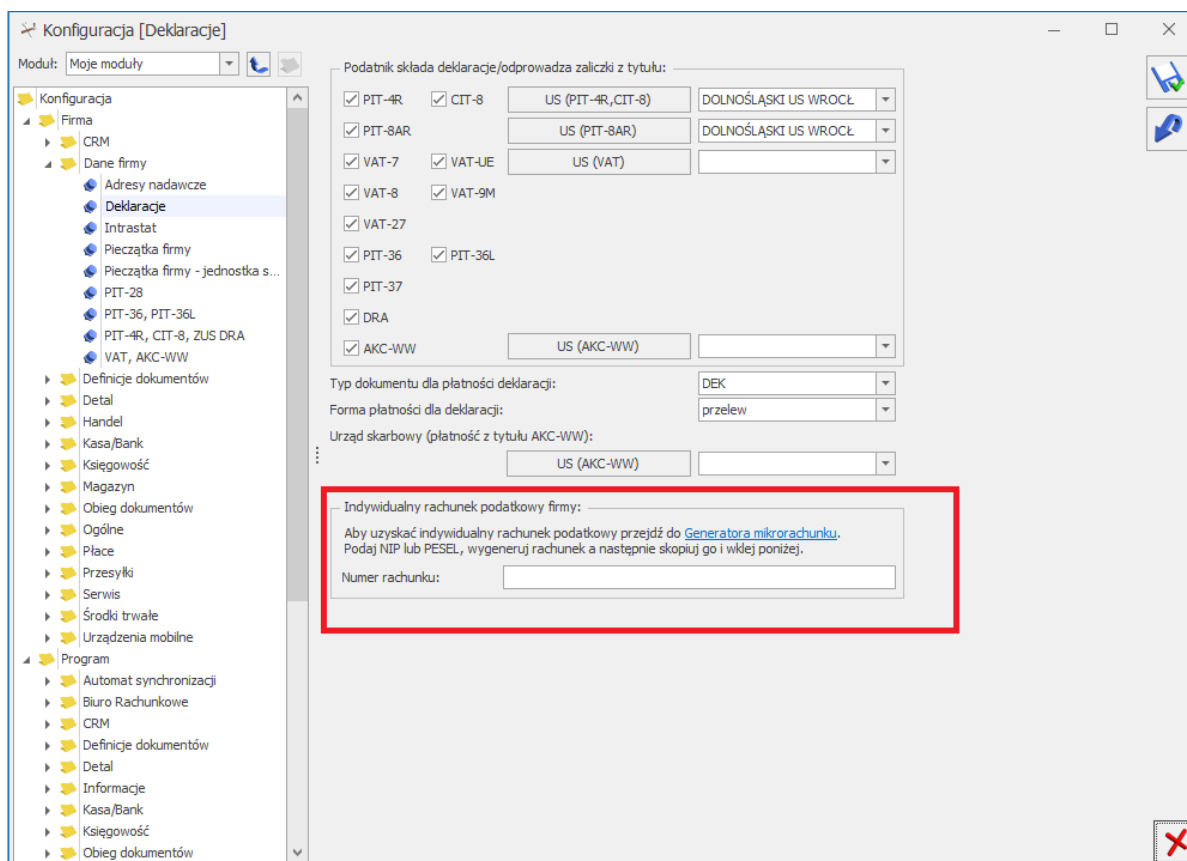 Konfiguracja [Deklaracje]
Moduł: Moje moduły
Konfiguracja
Firma
CRM
Dane firmy
Adresy nadawcze
Deklaracje
Intrastat
Pieczątka firmy
Pieczątka firmy - jednostka s...
PIT-28
PIT-36, PIT-36L
PIT-4R, CIT-8, ZUS DRA
VAT, AKC-WW
Definicje dokumentów
Detal
Handel
Kasa/Bank
Księgowość
Magazyn
Obieg dokumentów
Ogólne
Płace
Przesyłki
Serwis
Środki trwałe
Urządzenia mobilne
Program
Automat synchronizacji
Biuro Rachunkowe
CRM
Definicje dokumentów
Detal
Informacje
Kasa/Bank
Księgowość
Obieg dokumentów
Podatnik składa deklaracje/odprowadza zaliczki z tytułu:
PIT-4R CIT-8 US (PIT-4R,CIT-8) DOLNOŚLĄSKI US WROCŁ
PIT-8AR US (PIT-8AR) DOLNOŚLĄSKI US WROCŁ
VAT-7 VAT-UE US (VAT)
VAT-8 VAT-9M
VAT-27
PIT-36 PIT-36L
PIT-37
DRA
AKC-WW US (AKC-WW)
Typ dokumentu dla płatności deklaracji: DEK
Forma płatności dla deklaracji: przelew
Urząd skarbowy (płatność z tytułu AKC-WW):
US (AKC-WW)
Indywidualny rachunek podatkowy firmy:
Aby uzyskać indywidualny rachunek podatkowy przejdź do Generatora mikrorachunku.
Podaj NIP lub PESEL, wygeneruj rachunek a następnie skopiuj go i wklej poniżej.
Numer rachunku: